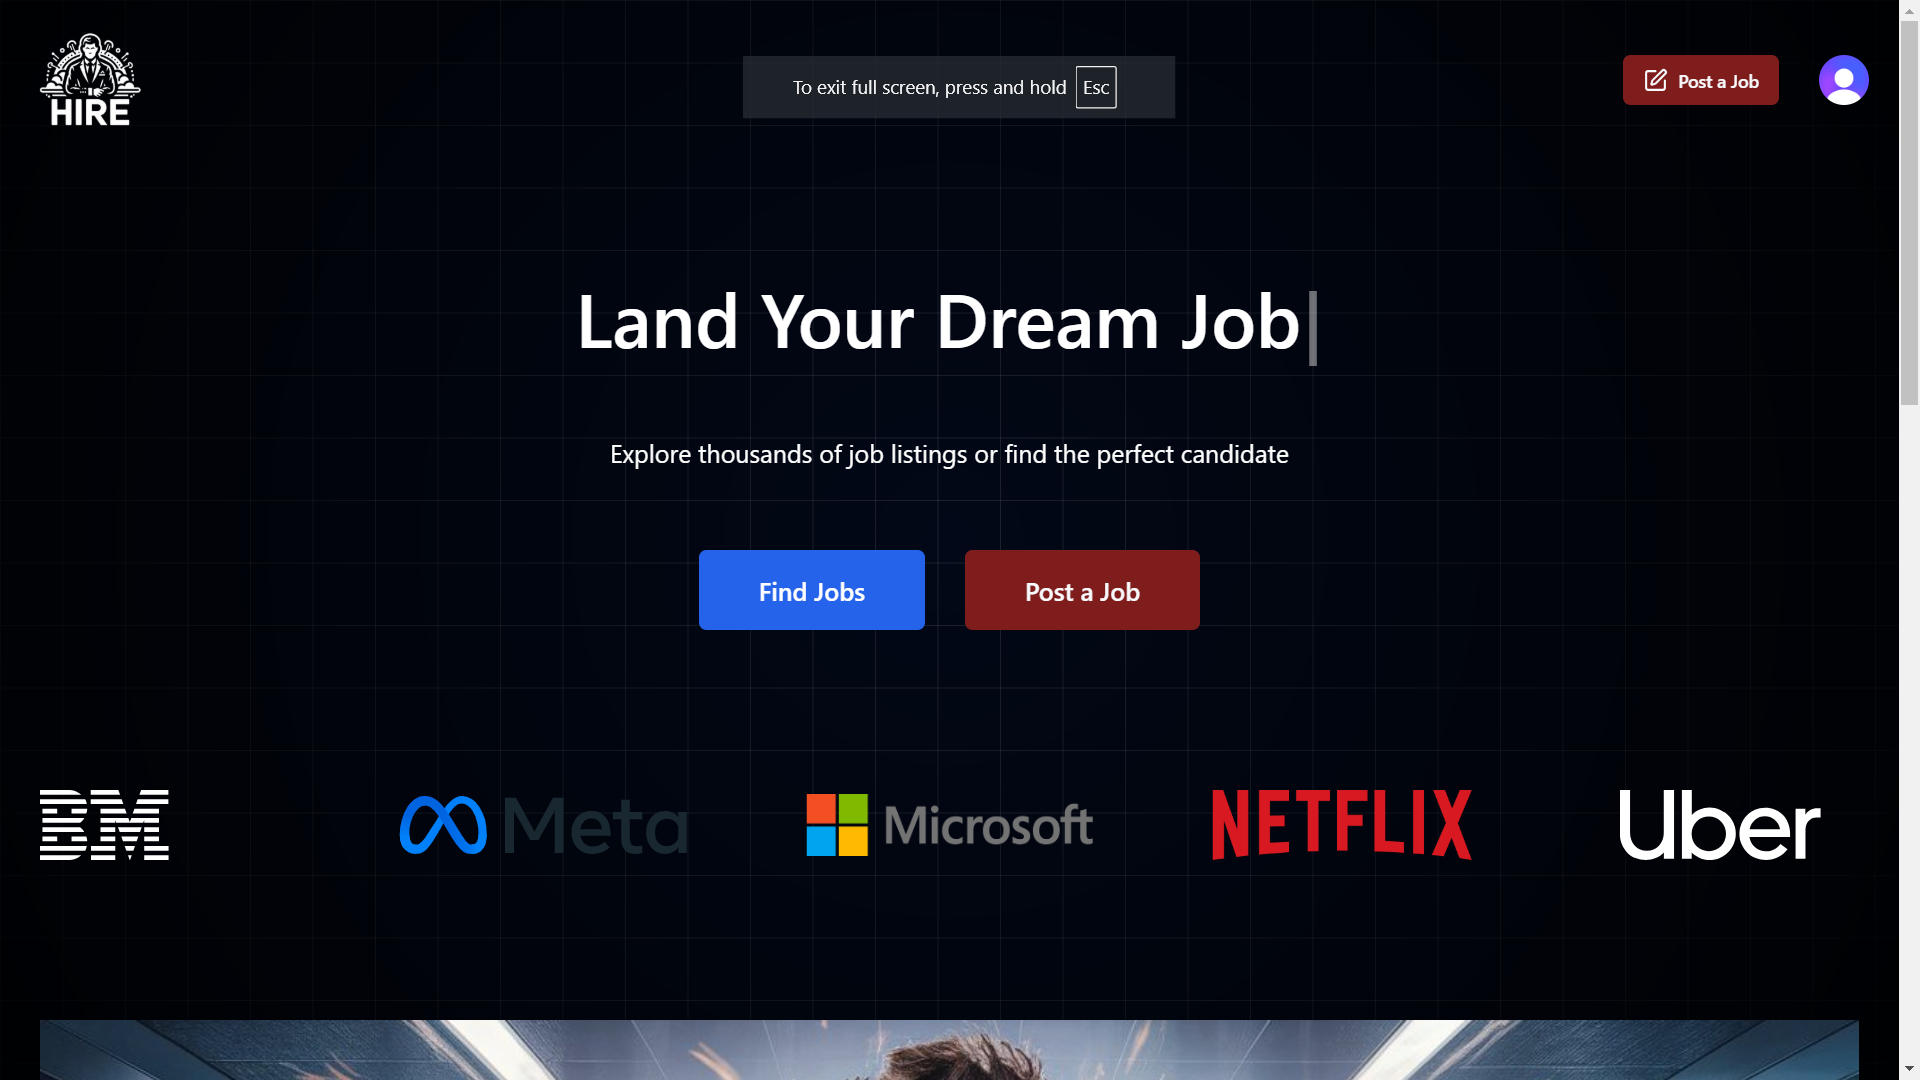 HIRE
To exit full screen, press and hold Esc
Post a Job
Land Your Dream Job
Explore thousands of job listings or find the perfect candidate
Find Jobs
Post a Job
BM
Meta
Microsoft
NETFLIX
Uber